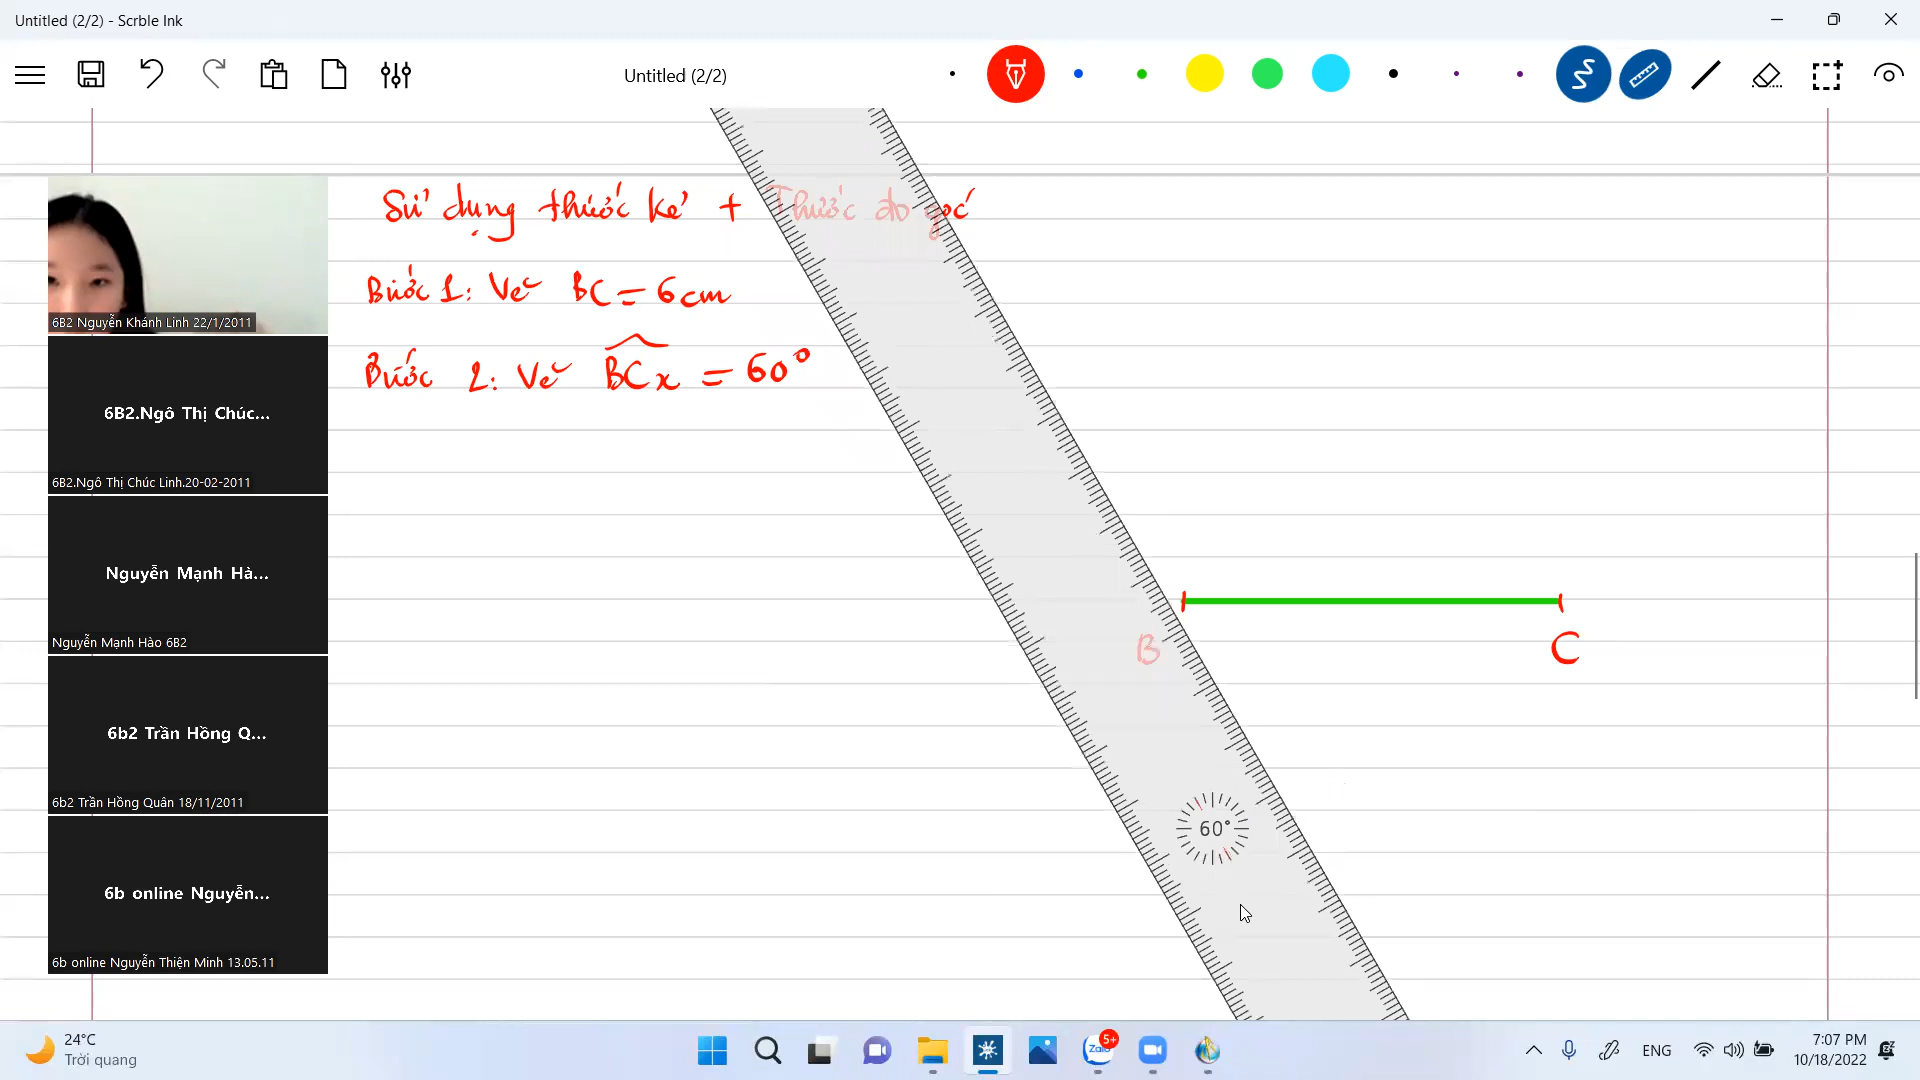 Untitled (2/2) - Scrble Ink
Untitled (2/2)
Sử dụng thước kẻ + Thước đo góc
Bước 1: Vẽ BC = 6cm
Bước 2: Vẽ BCx = 60°
6B2 Nguyễn Khánh Linh 22/1/2011
6B2.Ngô Thị Chúc...
6B2.Ngô Thị Chúc Linh.20-02-2011
Nguyễn Mạnh Hà...
Nguyễn Mạnh Hào 6B2
6b2 Trần Hồng Q...
6b2 Trần Hồng Quân 18/11/2011
6b online Nguyễn...
6b online Nguyễn Thiện Minh 13.05.11
B
C
60°
24°C
Trời quang
Zalo
5+
ENG
7:07 PM
10/18/2022